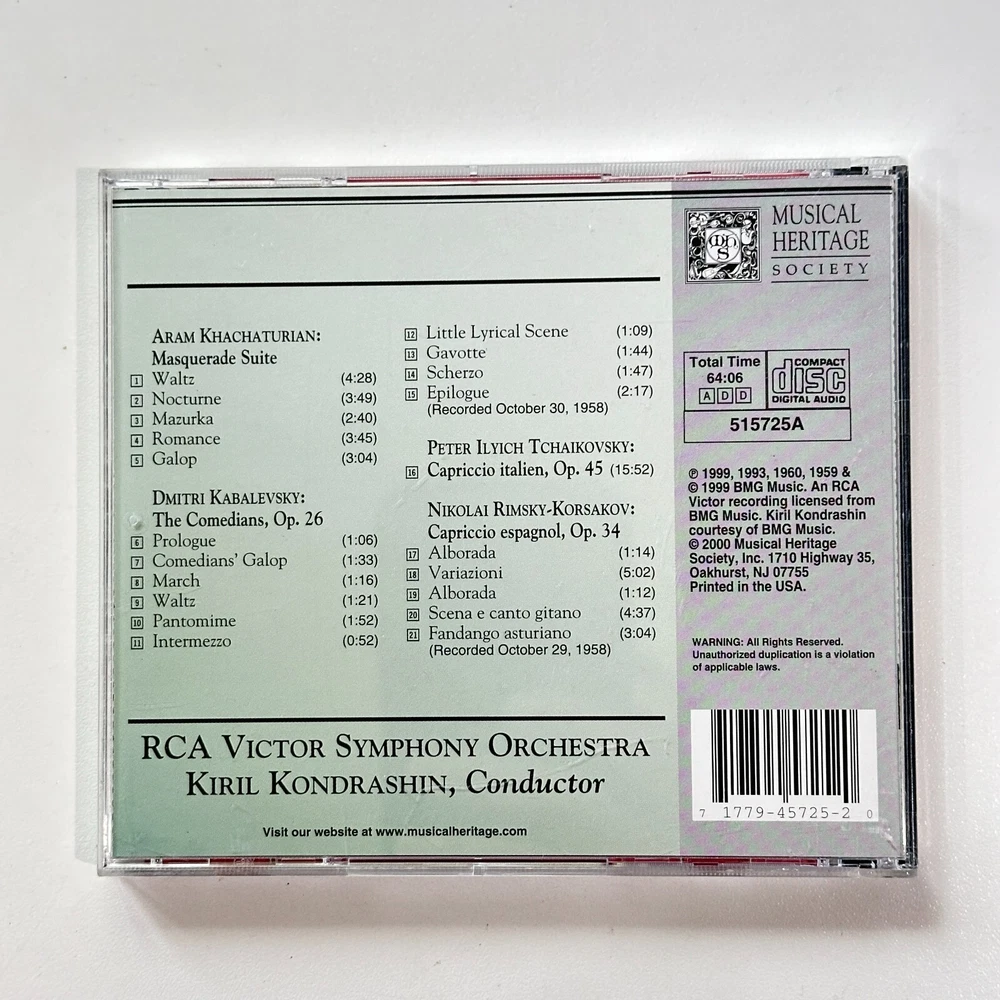 MUSICAL
HERITAGE
SOCIETY
ARAM KHACHATURIAN:
Masquerade Suite
1 Waltz (4:28)
2 Nocturne (3:49)
3 Mazurka (2:40)
4 Romance (3:45)
5 Galop (3:04)
DMITRI KABALEVSKY:
The Comedians, Op. 26
6 Prologue (1:06)
7 Comedians' Galop (1:33)
8 March (1:16)
9 Waltz (1:21)
10 Pantomime (1:52)
11 Intermezzo (0:52)
12 Little Lyrical Scene (1:09)
13 Gavotte (1:44)
14 Scherzo (1:47)
15 Epilogue (2:17)
(Recorded October 30, 1958)
PETER ILYICH TCHAIKOVSKY:
16 Capriccio italien, Op. 45 (15:52)
NIKOLAI RIMSKY-KORSAKOV:
Capriccio espagnol, Op. 34
17 Alborada (1:14)
18 Variazioni (5:02)
19 Alborada (1:12)
20 Scena e canto gitano (4:37)
21 Fandango asturiano (3:04)
(Recorded October 29, 1958)
RCA VICTOR SYMPHONY ORCHESTRA
KIRIL KONDRASHIN, Conductor
Visit our website at www.musicalheritage.com
Total Time
64:06
A D D
COMPACT
disc
DIGITAL AUDIO
515725A
℗ 1999, 1993, 1960, 1959 &
© 1999 BMG Music. An RCA
Victor recording licensed from
BMG Music. Kiril Kondrashin
courtesy of BMG Music.
© 2000 Musical Heritage
Society, Inc. 1710 Highway 35,
Oakhurst, NJ 07755
Printed in the USA.
WARNING: All Rights Reserved.
Unauthorized duplication is a violation
of applicable laws.
7 1779-45725-2 0